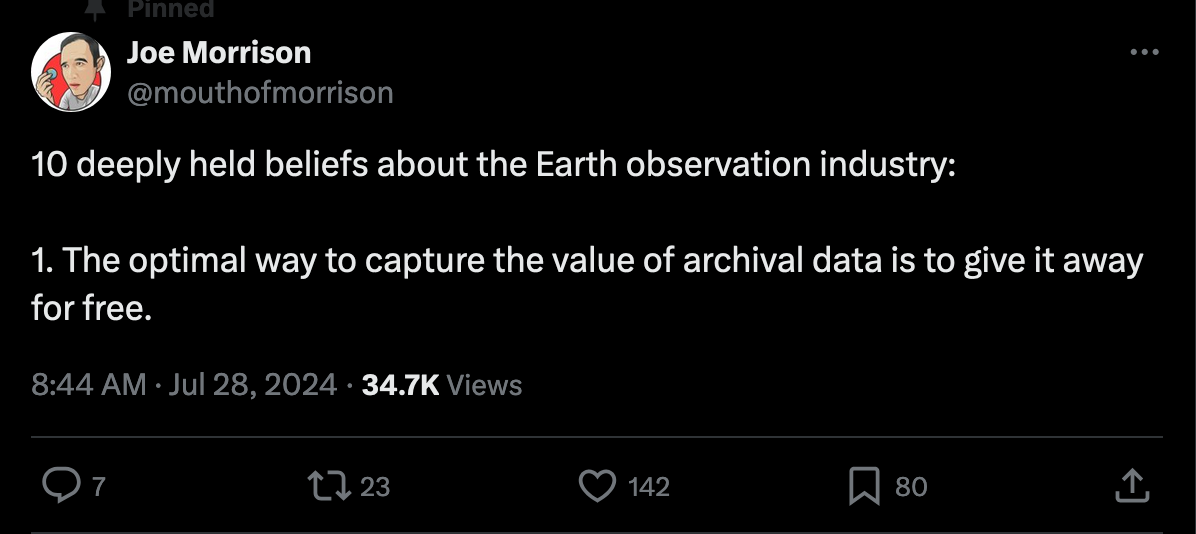 Pinned
Joe Morrison
@mouthofmorrison
10 deeply held beliefs about the Earth observation industry:
1. The optimal way to capture the value of archival data is to give it away
for free.
8:44 AM · Jul 28, 2024 · 34.7K Views
7 23 142 80